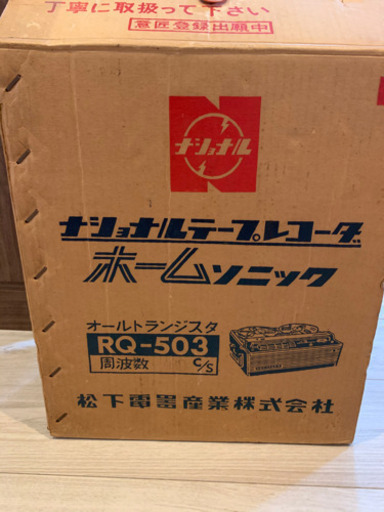 丁寧に取扱って下さい
意匠登録出願中
ナショナル
ナショナルテープレコーダ
ホームソニック
オールトランジスタ
RQ-503
周波数 C/S
松下電器産業株式会社